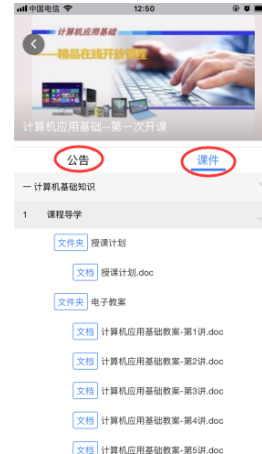 中国电信 12:50
计算机应用基础
精品在线开放课程
计算机应用基础--第一次开课
公告 课件
一 计算机基础知识
1 课程导学
文件夹 授课计划
文档 授课计划.doc
文件夹 电子教案
文档 计算机应用基础教案-第1讲.doc
文档 计算机应用基础教案-第2讲.doc
文档 计算机应用基础教案-第3讲.doc
文档 计算机应用基础教案-第4讲.doc
文档 计算机应用基础教案-第5讲.doc